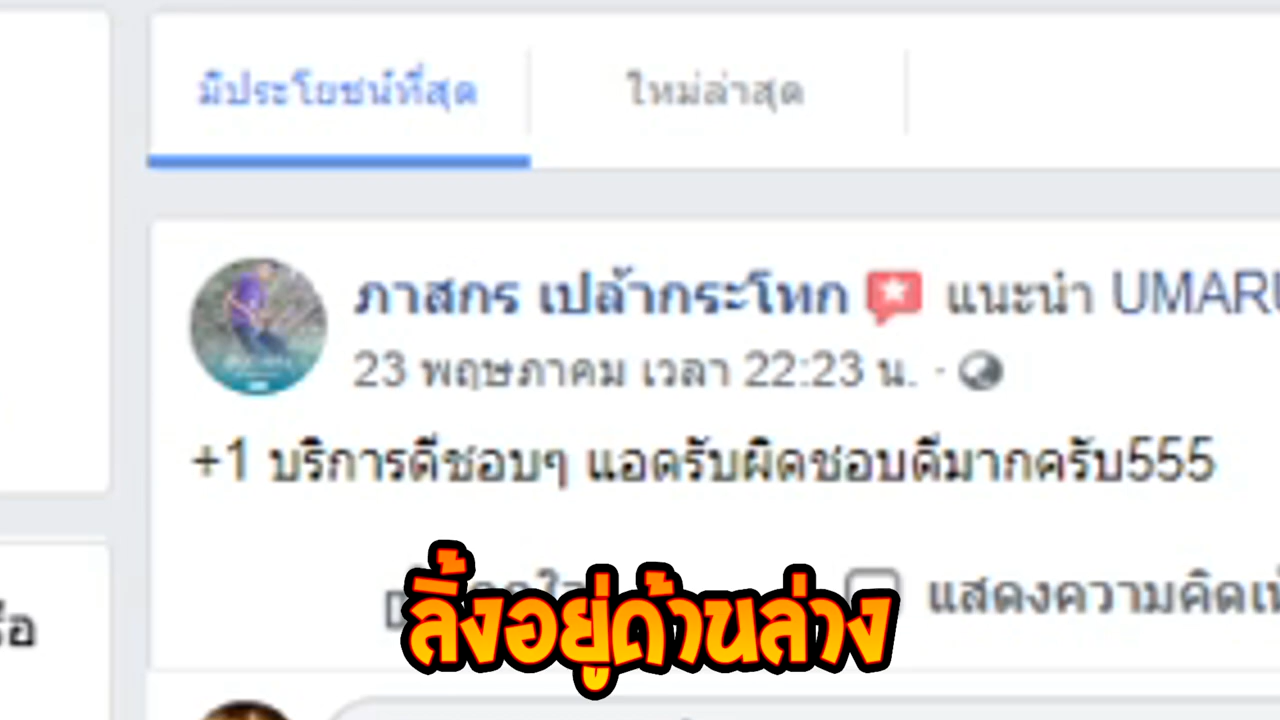 มีประโยชน์ที่สุด ใหม่ล่าสุด
ภาสกร เปล้ากระโทก แนะนำ UMAR
23 พฤษภาคม เวลา 22:23 น. ·
+1 บริการดีชอบๆ แอดรับผิดชอบดีมากครับ555
แสดงความคิดเ
ลิ้งอยู่ด้านล่าง